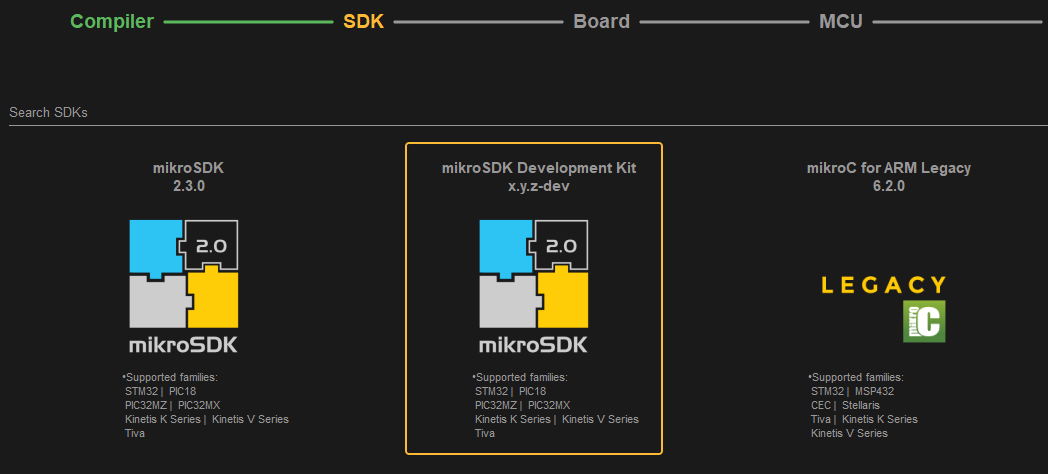 Compiler SDK Board MCU
Search SDKs
mikroSDK
2.3.0
2.0
mikroSDK
•Supported families:
STM32 | PIC18
PIC32MZ | PIC32MX
Kinetis K Series | Kinetis V Series
Tiva
mikroSDK Development Kit
x.y.z-dev
2.0
mikroSDK
•Supported families:
STM32 | PIC18
PIC32MZ | PIC32MX
Kinetis K Series | Kinetis V Series
Tiva
mikroC for ARM Legacy
6.2.0
LEGACY
mikro C
•Supported families:
STM32 | MSP432
CEC | Stellaris
Tiva | Kinetis K Series
Kinetis V Series